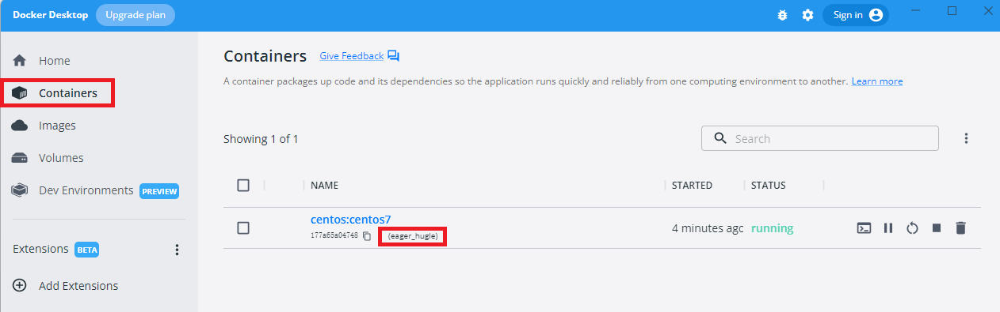 Docker Desktop Upgrade plan Sign in
Home
Containers
Images
Volumes
Dev Environments PREVIEW
Extensions BETA
Add Extensions
Containers Give Feedback
A container packages up code and its dependencies so the application runs quickly and reliably from one computing environment to another. Learn more
Showing 1 of 1 Search
NAME STARTED STATUS
centos:centos7
177a65a04748 (eager_hugle) 4 minutes agc running